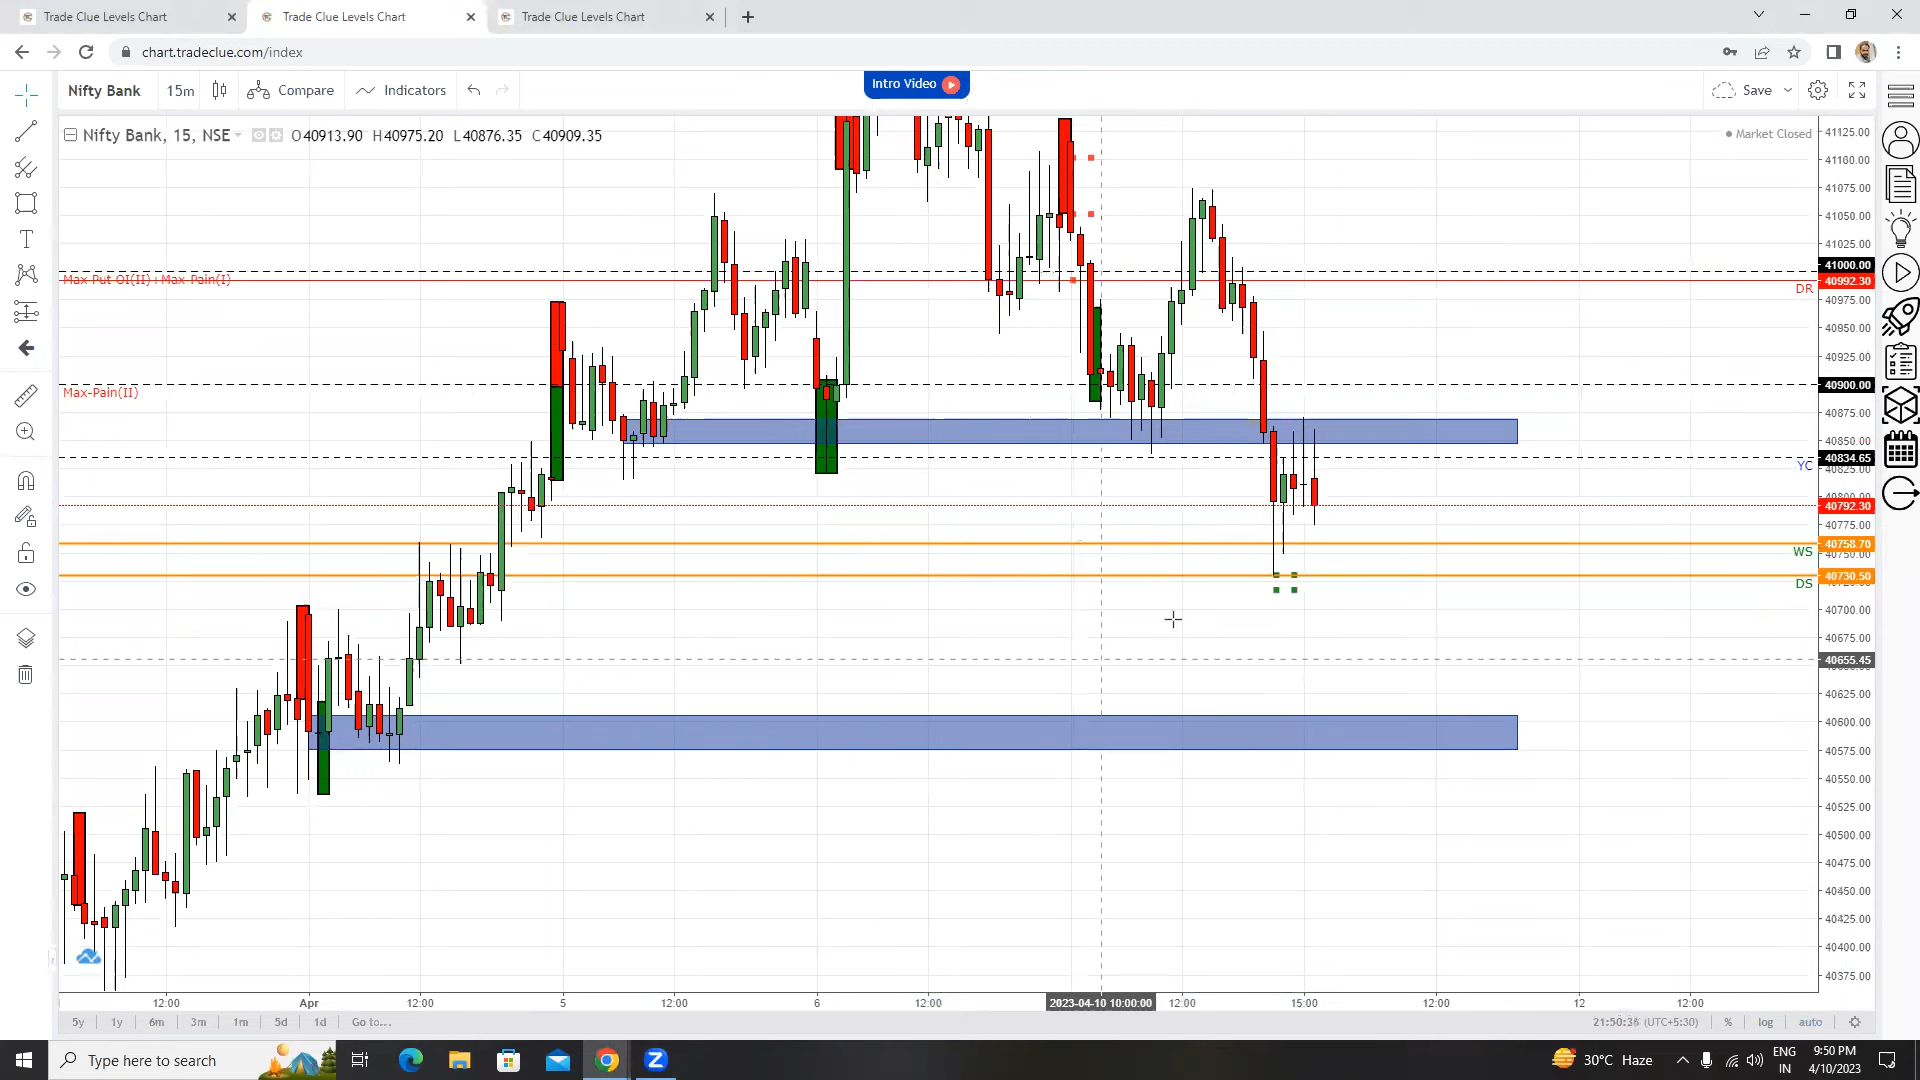 Trade Clue Levels Chart
Trade Clue Levels Chart
Trade Clue Levels Chart
chart.tradeclue.com/index
Nifty Bank
15m
Compare
Indicators
Intro Video
Save
Nifty Bank, 15, NSE
O40913.90 H40975.20 L40876.35 C40909.35
Market Closed
41125.00
41100.00
41075.00
41050.00
41025.00
41000.00
Max-Put-OI(II)+Max-Pain(I)
40992.30
DR
40975.00
40950.00
40925.00
Max-Pain(II)
40900.00
40875.00
40850.00
40834.65
YC
40825.00
40800.00
40792.30
40775.00
40758.70
WS
40750.00
40730.50
DS
40725.00
40700.00
40675.00
40655.45
40625.00
40600.00
40575.00
40550.00
40525.00
40500.00
40475.00
40450.00
40425.00
40400.00
40375.00
12:00 Apr 12:00 5 12:00 6 12:00 2023-04-10 10:00:00 12:00 15:00 12:00 12 12:00
5y 1y 6m 3m 1m 5d 1d Go to...
21:50:36 (UTC+5:30) % log auto
Type here to search
30°C Haze
ENG
IN
9:50 PM
4/10/2023